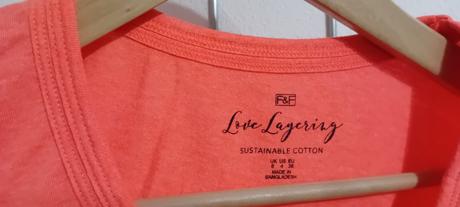 F&F
Love Layering
SUSTAINABLE COTTON
UK US EU
8 4 36
MADE IN
BANGLADESH